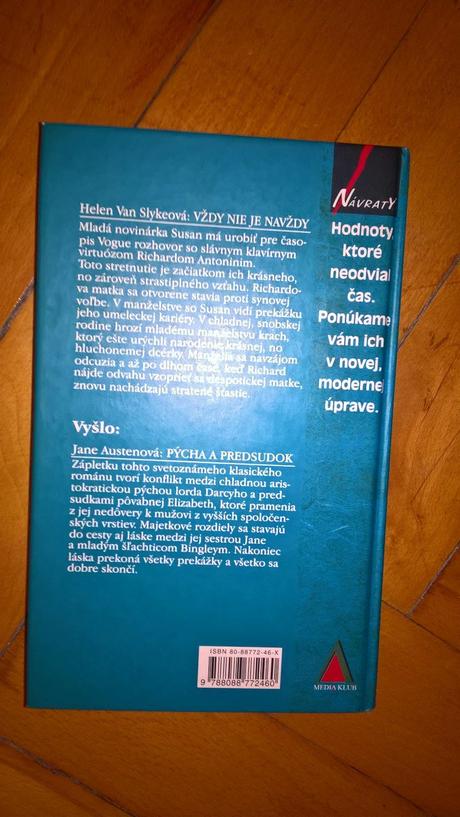 Helen Van Slykeová: VŽDY NIE JE NAVŽDY
Mladá novinárka Susan má urobiť pre časo-
pis Vogue rozhovor so slávnym klavírnym
virtuózom Richardom Antoninim.
Toto stretnutie je začiatkom ich krásneho,
no zároveň strastiplného vzťahu. Richardo-
va matka sa otvorene stavia proti synovej
voľbe. V manželstve so Susan vidí prekážku
jeho umeleckej kariéry. V chladnej, snobskej
rodine hrozí mladému manželstvu krach,
ktorý ešte urýchli narodenie krásnej, no
hluchonemej dcérky. Manželia sa navzájom
odcudzia a až po dlhom čase, keď Richard
nájde odvahu vzoprieť sa despotickej matke,
znovu nachádzajú stratené šťastie.
Vyšlo:
Jane Austenová: PÝCHA A PREDSUDOK
Zápletku tohto svetoznámeho klasického
románu tvorí konflikt medzi chladnou aris-
tokratickou pýchou lorda Darcyho a pred-
sudkami pôvabnej Elizabeth, ktoré pramenia
z jej nedôvery k mužovi z vyšších spoločen-
ských vrstiev. Majetkové rozdiely sa stavajú
do cesty aj láske medzi jej sestrou Jane
a mladým šľachticom Bingleym. Nakoniec
láska prekoná všetky prekážky a všetko sa
dobre skončí.
NÁVRATY
Hodnoty,
ktoré
neodvial
čas.
Ponúkame
vám ich
v novej,
modernej
úprave.
ISBN 80-88772-46-X
9 788088 772460
MEDIA KLUB